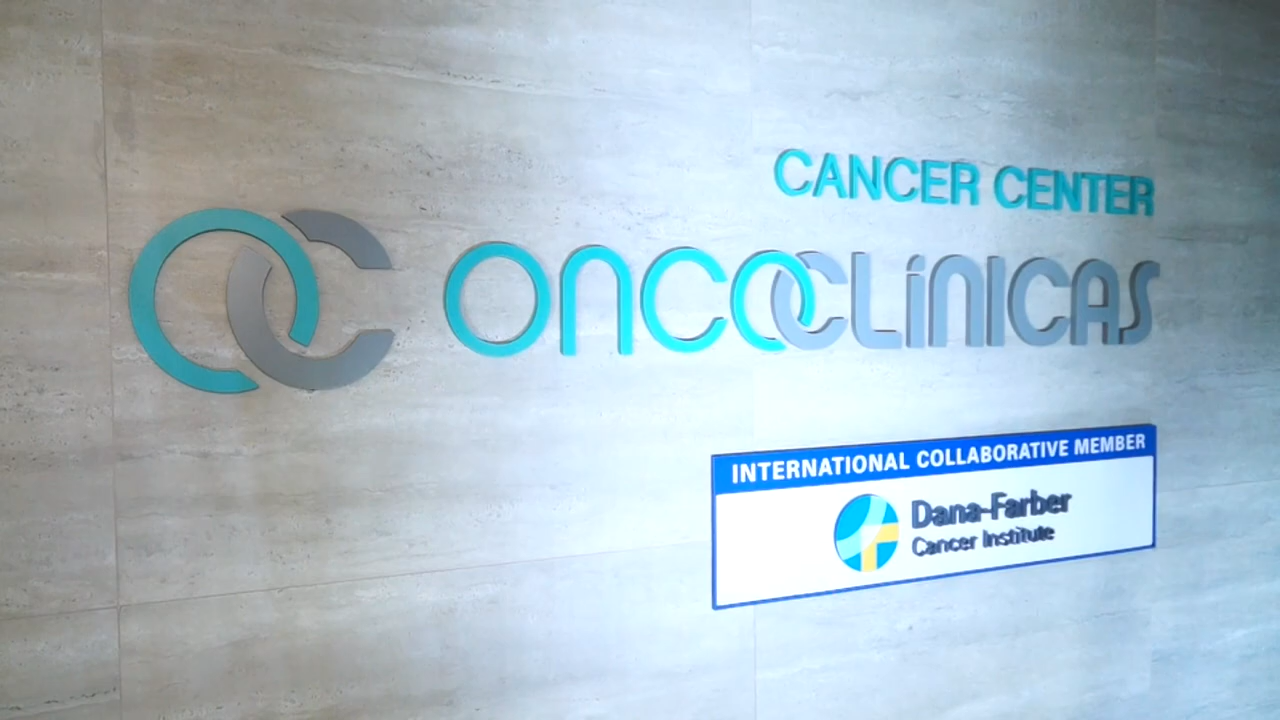 CANCER CENTER
ONCOCLÍNICAS
INTERNATIONAL COLLABORATIVE MEMBER
Dana-Farber
Cancer Institute